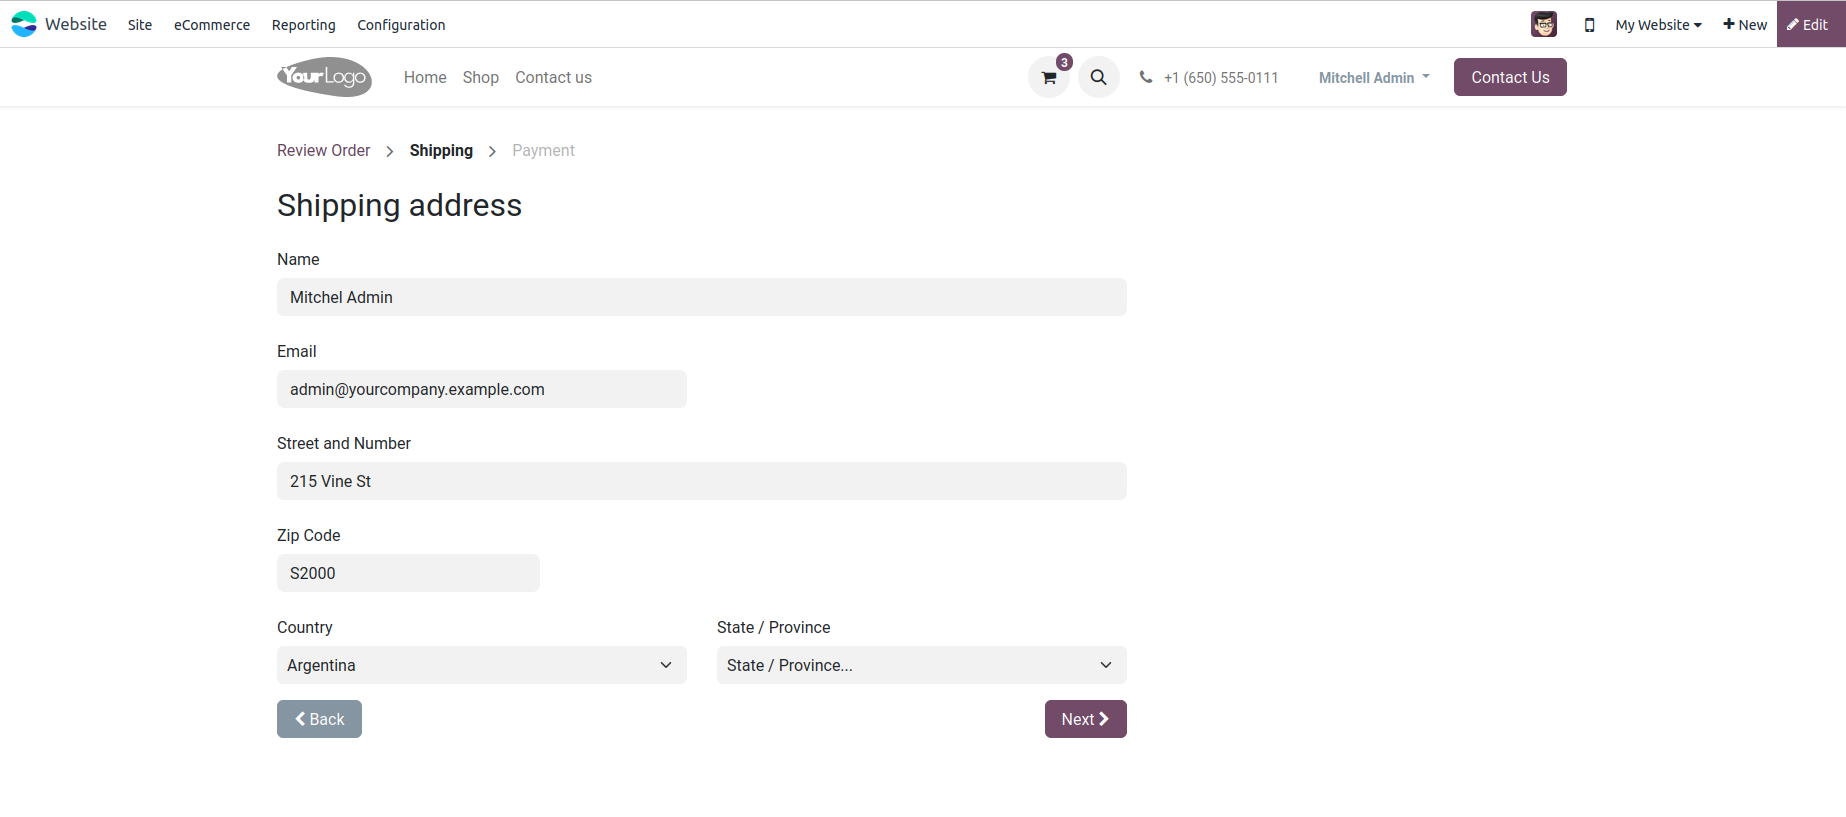 Website Site eCommerce Reporting Configuration My Website New Edit
YourLogo Home Shop Contact us 3 +1 (650) 555-0111 Mitchell Admin Contact Us
Review Order Shipping Payment
Shipping address
Name
Mitchel Admin
Email
admin@yourcompany.example.com
Street and Number
215 Vine St
Zip Code
S2000
Country State / Province
Argentina State / Province...
Back Next